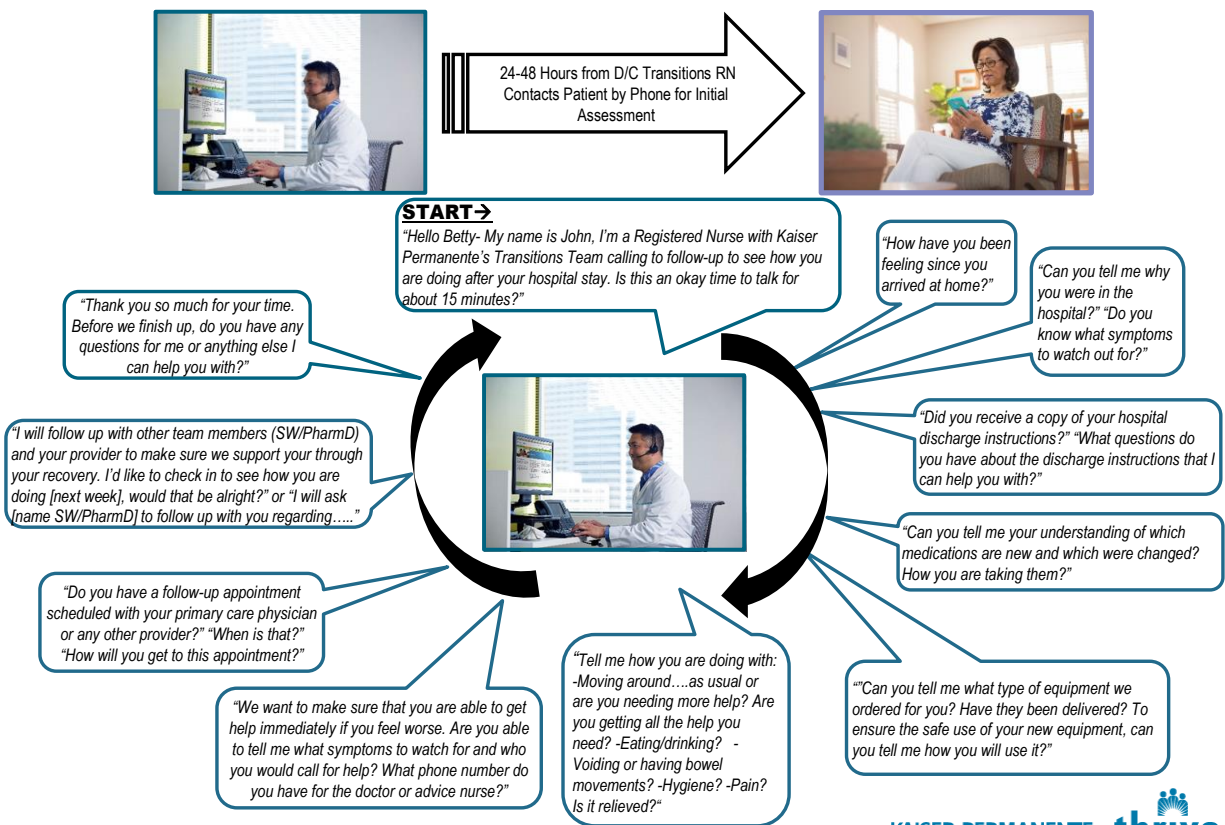 24-48 Hours from D/C Transitions RN
Contacts Patient by Phone for Initial
Assessment
START→
“Hello Betty- My name is John, I’m a Registered Nurse with Kaiser
Permanente’s Transitions Team calling to follow-up to see how you
are doing after your hospital stay. Is this an okay time to talk for
about 15 minutes?”
“How have you been
feeling since you
arrived at home?”
“Can you tell me why
you were in the
hospital?” “Do you
know what symptoms
to watch out for?”
“Did you receive a copy of your hospital
discharge instructions?” “What questions do
you have about the discharge instructions that I
can help you with?”
“Can you tell me your understanding of which
medications are new and which were changed?
How you are taking them?”
“”Can you tell me what type of equipment we
ordered for you? Have they been delivered? To
ensure the safe use of your new equipment, can
you tell me how you will use it?”
“Tell me how you are doing with:
-Moving around….as usual or
are you needing more help? Are
you getting all the help you
need? -Eating/drinking? -
Voiding or having bowel
movements? -Hygiene? -Pain?
Is it relieved?“
“We want to make sure that you are able to get
help immediately if you feel worse. Are you able
to tell me what symptoms to watch for and who
you would call for help? What phone number do
you have for the doctor or advice nurse?”
“Do you have a follow-up appointment
scheduled with your primary care physician
or any other provider?” “When is that?”
“How will you get to this appointment?”
“I will follow up with other team members (SW/PharmD)
and your provider to make sure we support your through
your recovery. I’d like to check in to see how you are
doing [next week], would that be alright?” or “I will ask
[name SW/PharmD] to follow up with you regarding…..”
“Thank you so much for your time.
Before we finish up, do you have any
questions for me or anything else I
can help you with?”
KAISER PERMANENTE thrive